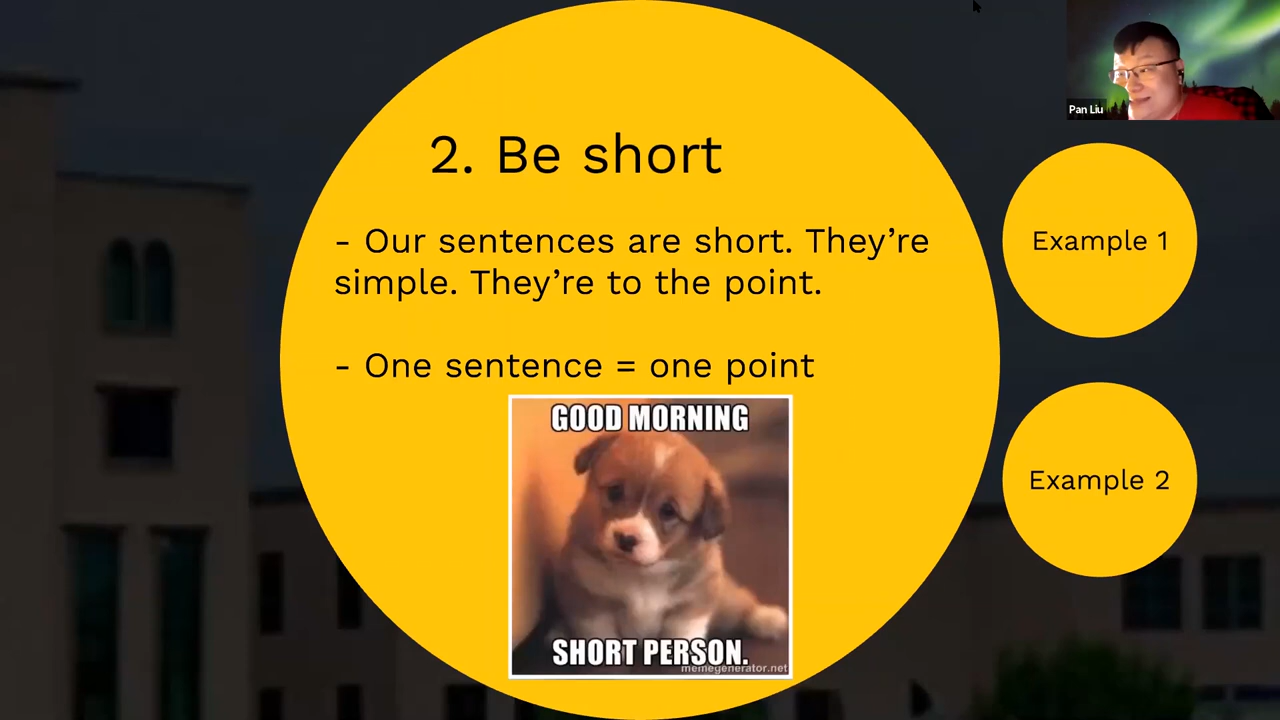 Pan Liu
2. Be short
- Our sentences are short. They’re
simple. They’re to the point.
- One sentence = one point
GOOD MORNING
SHORT PERSON.
memegenerator.net
Example 1
Example 2